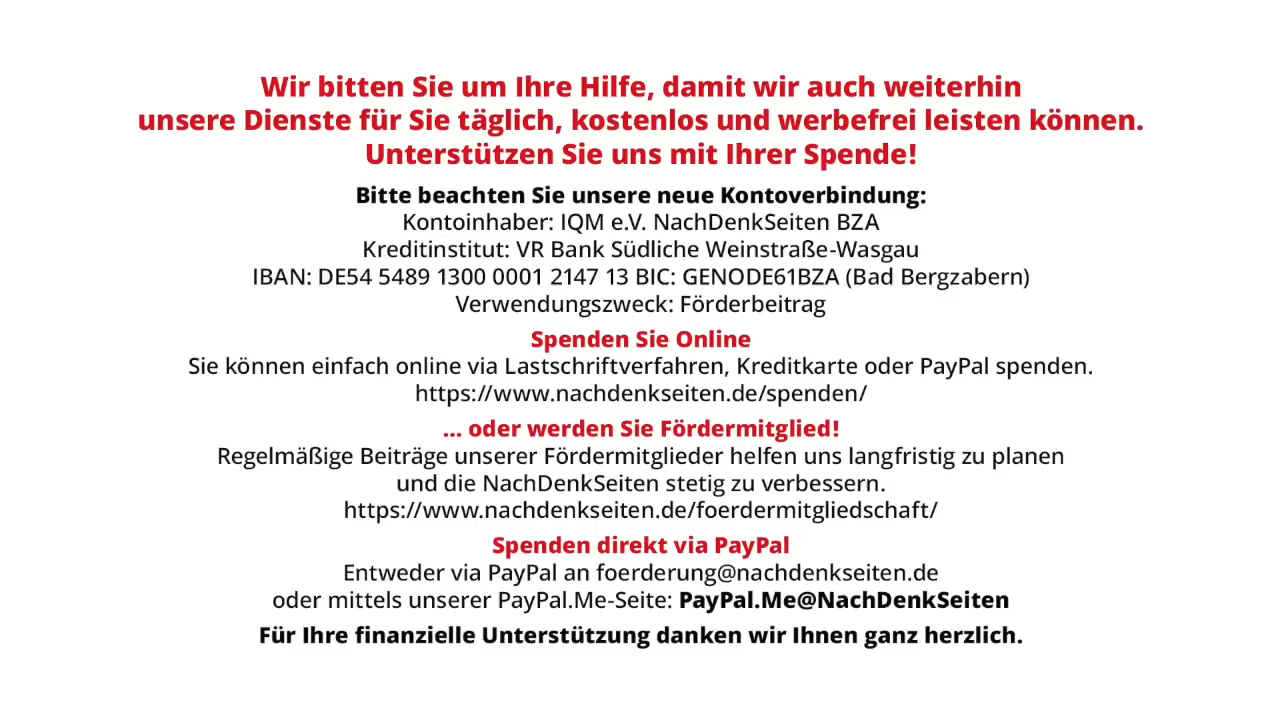 Wir bitten Sie um Ihre Hilfe, damit wir auch weiterhin
unsere Dienste für Sie täglich, kostenlos und werbefrei leisten können.
Unterstützen Sie uns mit Ihrer Spende!
Bitte beachten Sie unsere neue Kontoverbindung:
Kontoinhaber: IQM e.V. NachDenkSeiten BZA
Kreditinstitut: VR Bank Südliche Weinstraße-Wasgau
IBAN: DE54 5489 1300 0001 2147 13 BIC: GENODE61BZA (Bad Bergzabern)
Verwendungszweck: Förderbeitrag
Spenden Sie Online
Sie können einfach online via Lastschriftverfahren, Kreditkarte oder PayPal spenden.
https://www.nachdenkseiten.de/spenden/
... oder werden Sie Fördermitglied!
Regelmäßige Beiträge unserer Fördermitglieder helfen uns langfristig zu planen
und die NachDenkSeiten stetig zu verbessern.
https://www.nachdenkseiten.de/foerdermitgliedschaft/
Spenden direkt via PayPal
Entweder via PayPal an foerderung@nachdenkseiten.de
oder mittels unserer PayPal.Me-Seite: PayPal.Me@NachDenkSeiten
Für Ihre finanzielle Unterstützung danken wir Ihnen ganz herzlich.